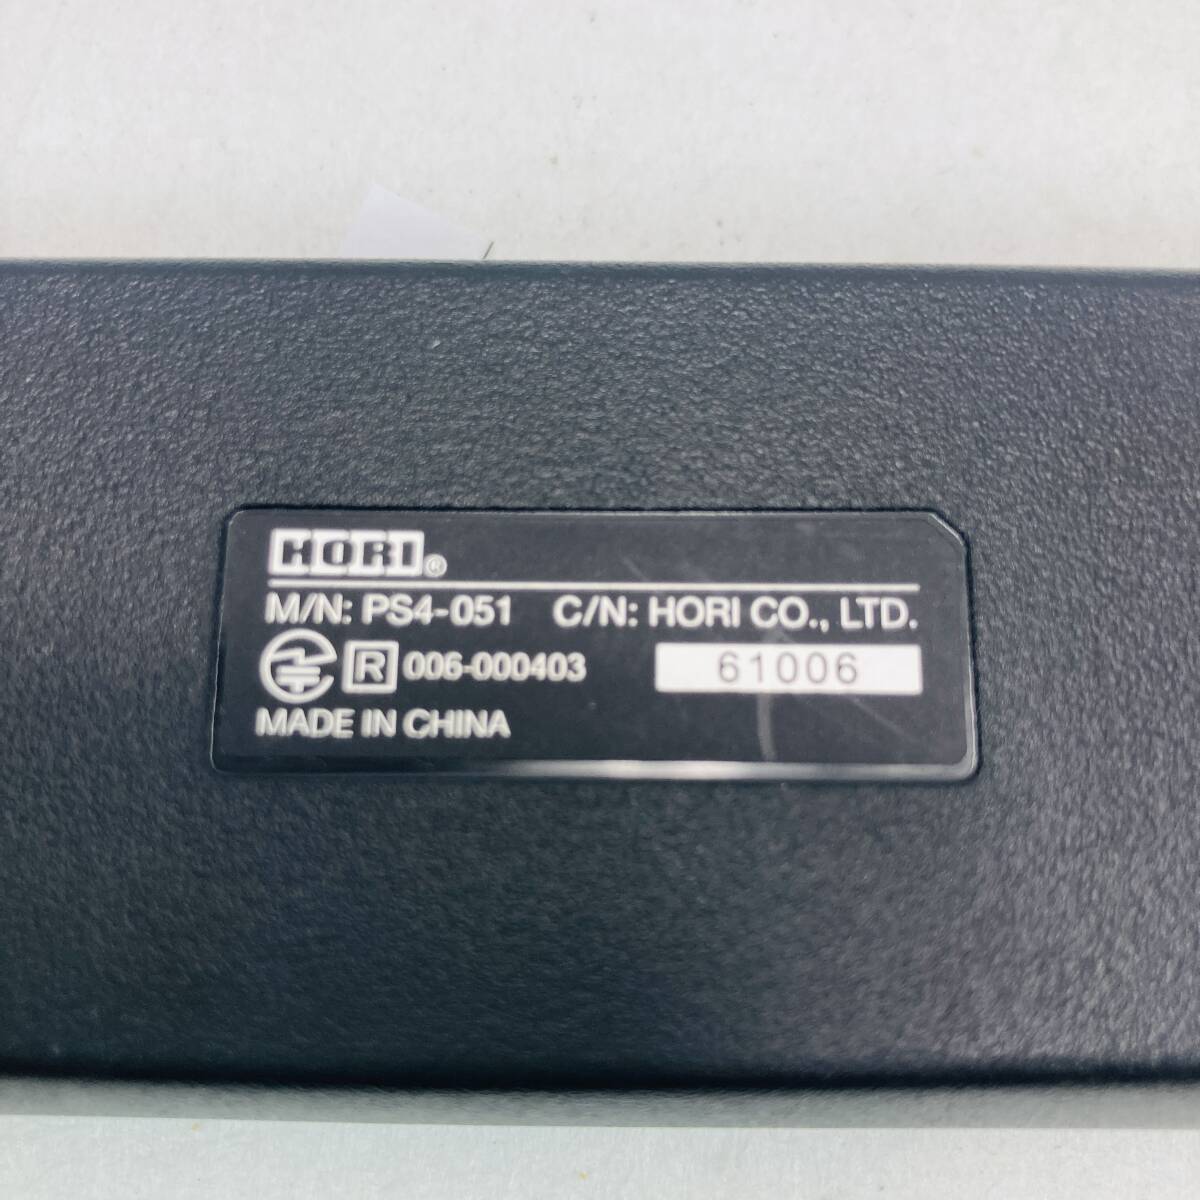 HORI®
M/N: PS4-051 C/N: HORI CO., LTD.
R 006-000403 61006
MADE IN CHINA